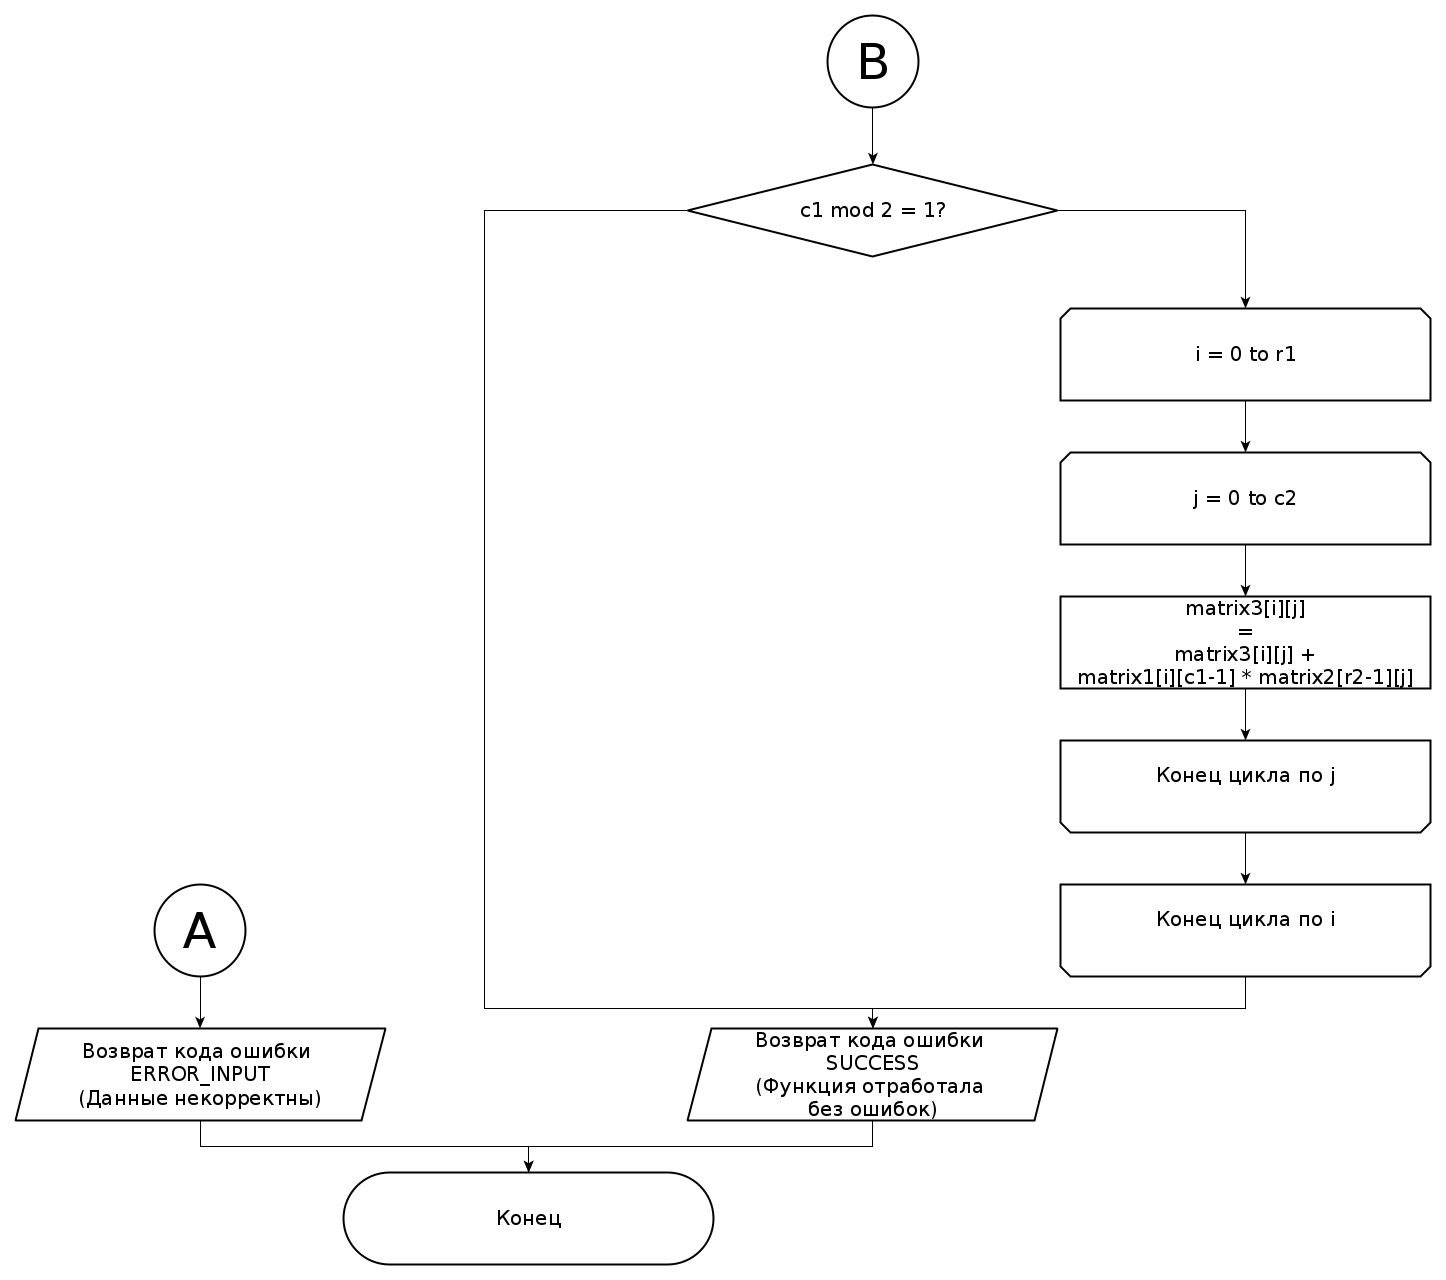 B
c1 mod 2 = 1?
i = 0 to r1
j = 0 to c2
matrix3[i][j]
=
matrix3[i][j] +
matrix1[i][c1-1] * matrix2[r2-1][j]
Конец цикла по j
Конец цикла по i
A
Возврат кода ошибки
ERROR_INPUT
(Данные некорректны)
Возврат кода ошибки
SUCCESS
(Функция отработала
без ошибок)
Конец